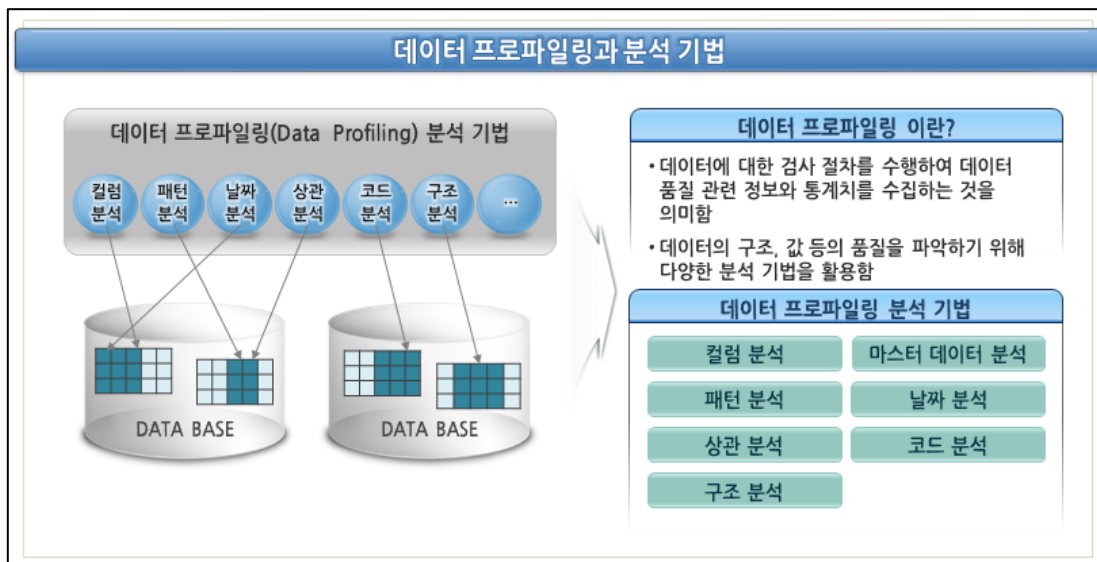 데이터 프로파일링과 분석 기법
데이터 프로파일링(Data Profiling) 분석 기법
컬럼 분석
패턴 분석
날짜 분석
상관 분석
코드 분석
구조 분석
...
DATA BASE
DATA BASE
데이터 프로파일링 이란?
• 데이터에 대한 검사 절차를 수행하여 데이터
품질 관련 정보와 통계치를 수집하는 것을
의미함
• 데이터의 구조, 값 등의 품질을 파악하기 위해
다양한 분석 기법을 활용함
데이터 프로파일링 분석 기법
컬럼 분석
마스터 데이터 분석
패턴 분석
날짜 분석
상관 분석
코드 분석
구조 분석